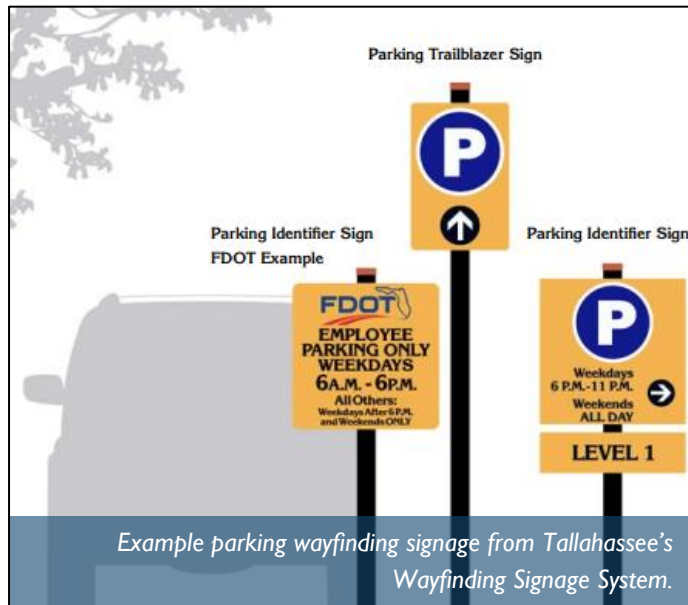 Parking Trailblazer Sign
P
Parking Identifier Sign
FDOT Example
FDOT
EMPLOYEE
PARKING ONLY
WEEKDAYS
6A.M. - 6P.M.
All Others:
Weekdays After 6 P.M.
and Weekends ONLY
Parking Identifier Sign
P
Weekdays
6 P.M.-11 P.M.
Weekends
ALL DAY
LEVEL 1
Example parking wayfinding signage from Tallahassee's
Wayfinding Signage System.